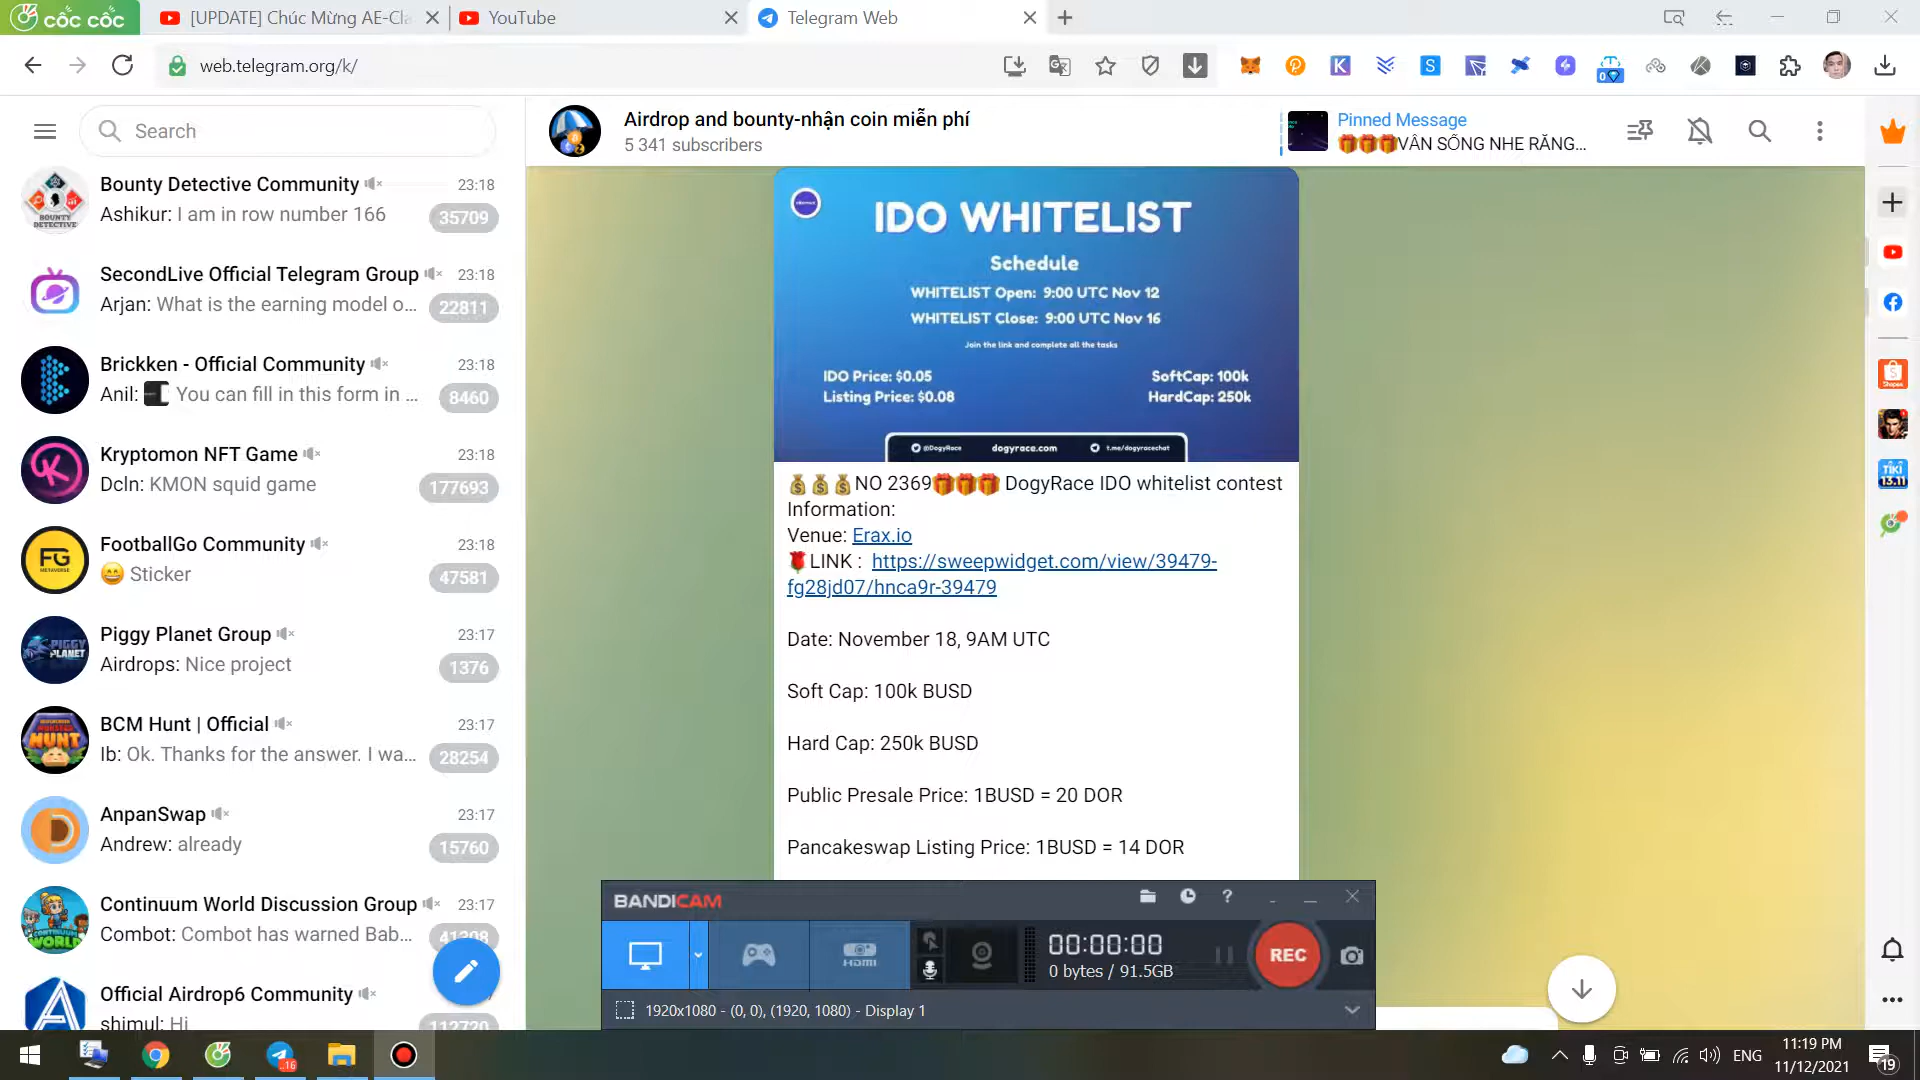 cốc cốc
[UPDATE] Chúc Mừng AE-Cla
YouTube
Telegram Web
web.telegram.org/k/
Search
Bounty Detective Community
23:18
Ashikur: I am in row number 166
35709
SecondLive Official Telegram Group
23:18
Arjan: What is the earning model o...
22811
Brickken - Official Community
23:18
Anil: You can fill in this form in ...
8460
Kryptomon NFT Game
23:18
Dcln: KMON squid game
177693
FootballGo Community
23:18
Sticker
47581
Piggy Planet Group
23:17
Airdrops: Nice project
1376
BCM Hunt | Official
23:17
Ib: Ok. Thanks for the answer. I wa...
28254
AnpanSwap
23:17
Andrew: already
15760
Continuum World Discussion Group
23:17
Combot: Combot has warned Bab...
41308
Official Airdrop6 Community
shimul: Hi
112720
Airdrop and bounty-nhận coin miễn phí
5 341 subscribers
Pinned Message
🎁🎁🎁VÂN SỐNG NHE RĂNG...
IDO WHITELIST
Schedule
WHITELIST Open: 9:00 UTC Nov 12
WHITELIST Close: 9:00 UTC Nov 16
Join the link and complete all the tasks
IDO Price: $0.05
SoftCap: 100k
Listing Price: $0.08
HardCap: 250k
@DogyRace
dogyrace.com
t.me/dogyracechat
💰💰💰NO 2369🎁🎁🎁 DogyRace IDO whitelist contest
Information:
Venue: Erax.io
🌹LINK : https://sweepwidget.com/view/39479-
fg28jd07/hnca9r-39479
Date: November 18, 9AM UTC
Soft Cap: 100k BUSD
Hard Cap: 250k BUSD
Public Presale Price: 1BUSD = 20 DOR
Pancakeswap Listing Price: 1BUSD = 14 DOR
BANDICAM
HDMI
00:00:00
0 bytes / 91.5GB
REC
1920x1080 - (0, 0), (1920, 1080) - Display 1
ENG
11:19 PM
11/12/2021
19